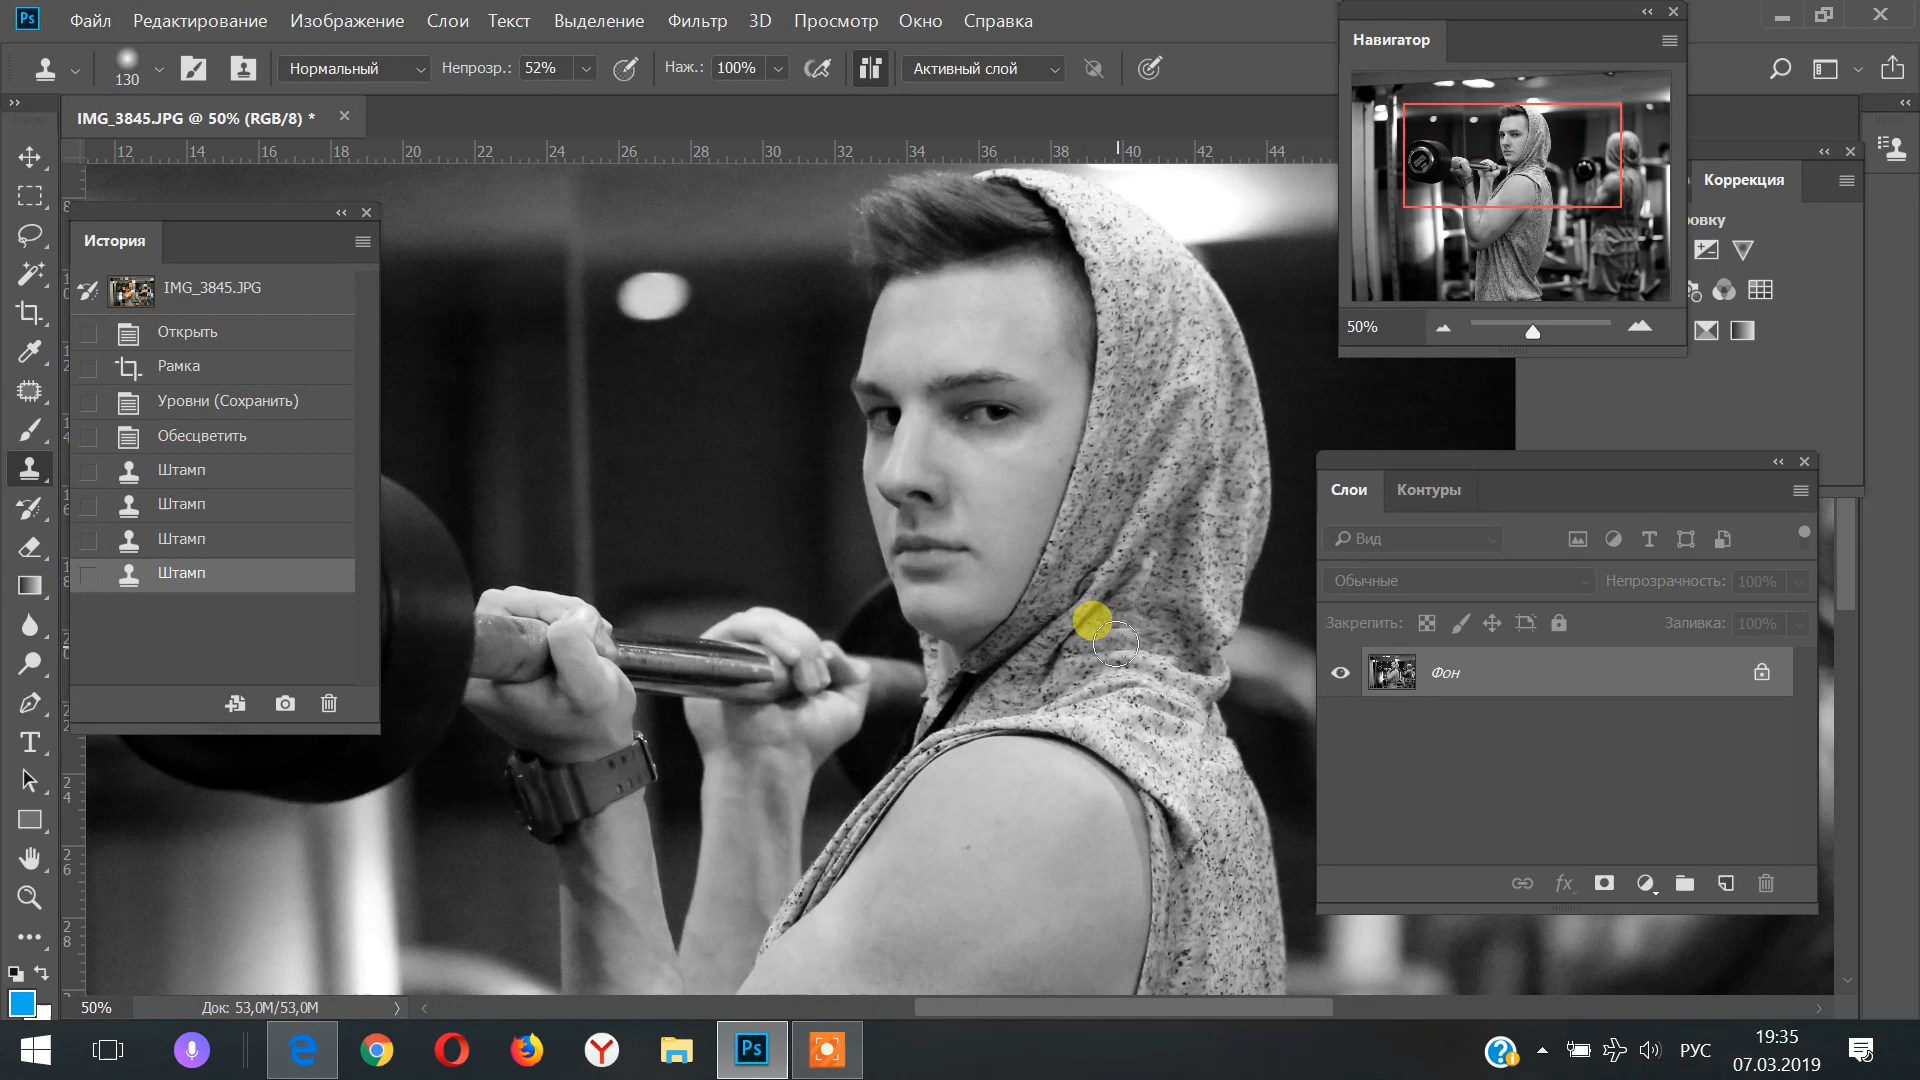 Ps Файл Редактирование Изображение Слои Текст Выделение Фильтр 3D Просмотр Окно Справка
130 Нормальный Непрозр.: 52% Наж.: 100% Активный слой
IMG_3845.JPG @ 50% (RGB/8) *
12 14 16 18 20 22 24 26 28 30 32 34 36 38 40 42 44
Навигатор
50%
Коррекция
ровку
История
IMG_3845.JPG
Открыть
Рамка
Уровни (Сохранить)
Обесцветить
Штамп
Штамп
Штамп
Штамп
Слои Контуры
Вид
Обычные Непрозрачность: 100%
Закрепить: Заливка: 100%
Фон
fx
50% Док: 53,0M/53,0M
Ps
РУС
19:35
07.03.2019